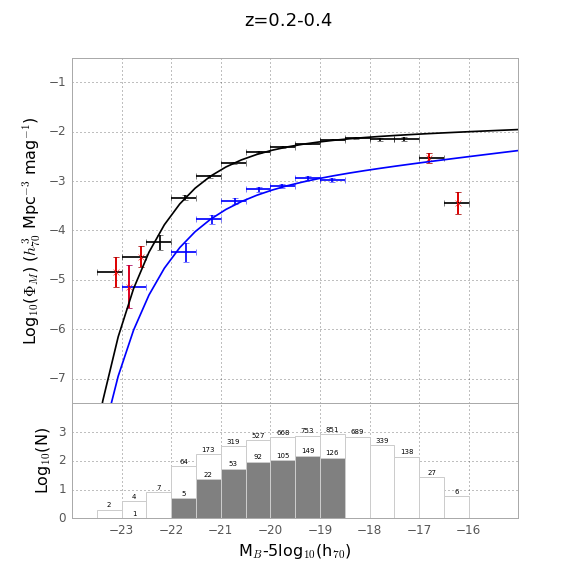 z=0.2-0.4
−1
−2
−3
−4
−5
−6
−7
Log₁₀(Φ_M) (h³₇₀ Mpc⁻³ mag⁻¹)
3
2
1
0
Log₁₀(N)
2 4 7 64 173 319 527 668 753 851 689 339 138 27 6
1 5 22 53 92 105 149 126
−23 −22 −21 −20 −19 −18 −17 −16
M_B-5log₁₀(h₇₀)